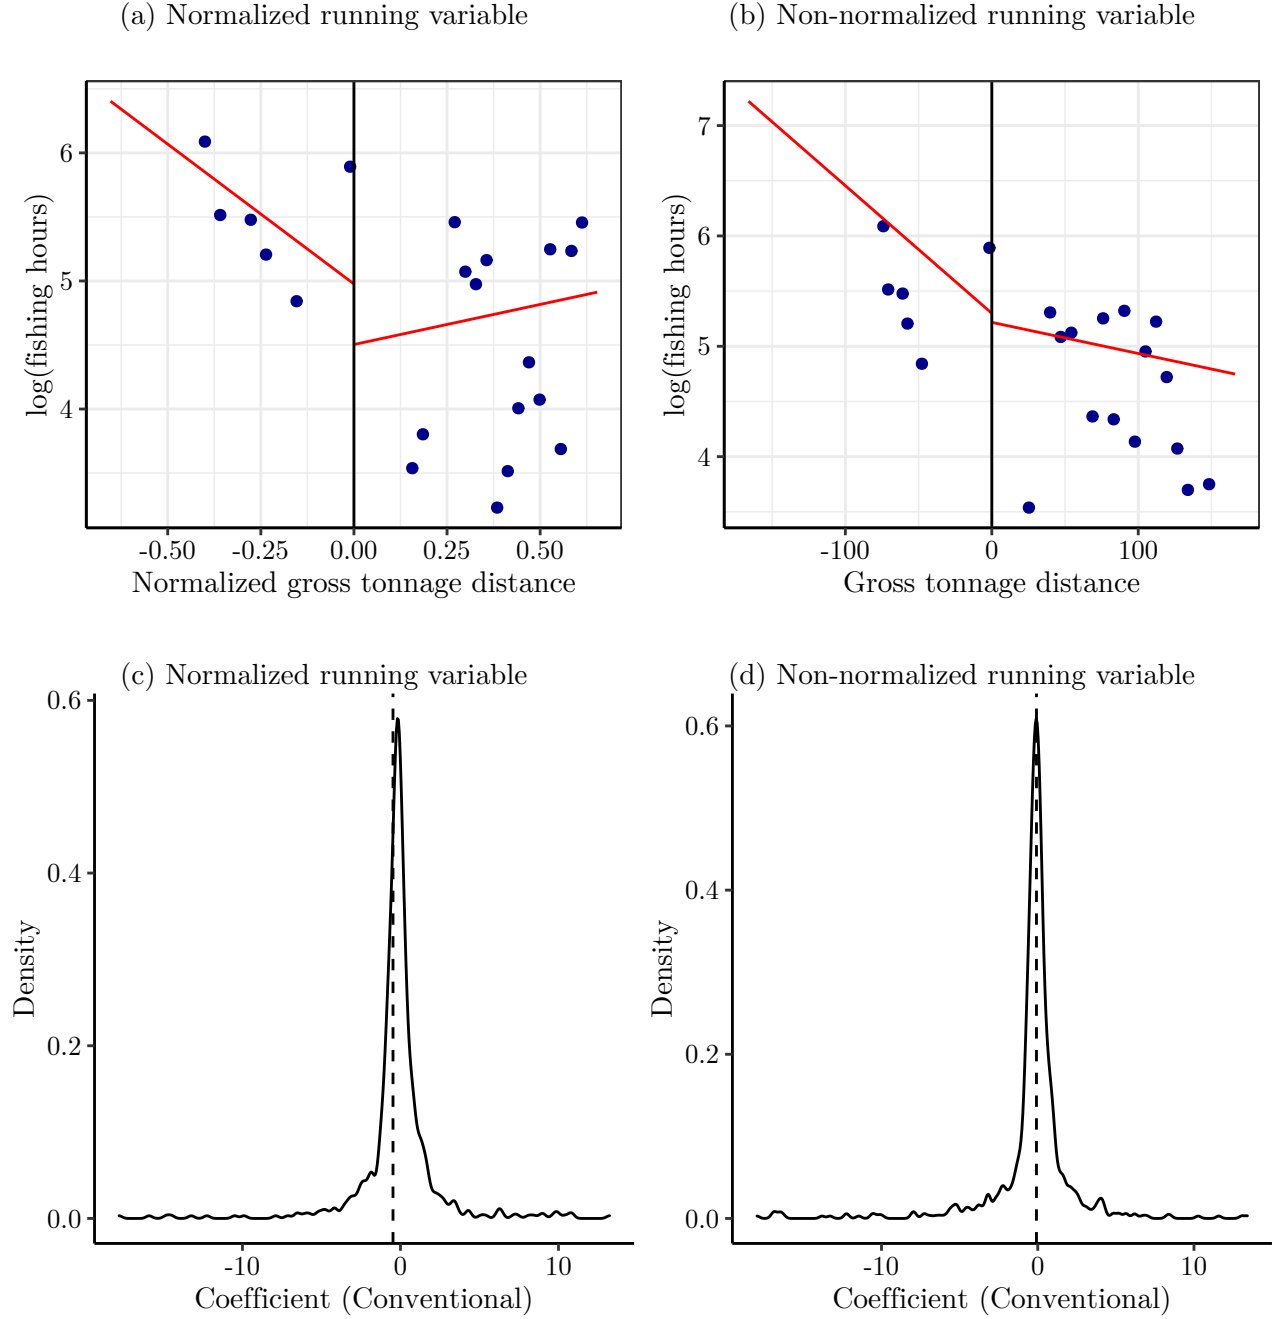 (a) Normalized running variable
(b) Non-normalized running variable
log(fishing hours)
6
5
4
-0.50 -0.25 0.00 0.25 0.50
Normalized gross tonnage distance
log(fishing hours)
7
6
5
4
-100 0 100
Gross tonnage distance
(c) Normalized running variable
(d) Non-normalized running variable
Density
0.6
0.4
0.2
0.0
-10 0 10
Coefficient (Conventional)
Density
0.6
0.4
0.2
0.0
-10 0 10
Coefficient (Conventional)